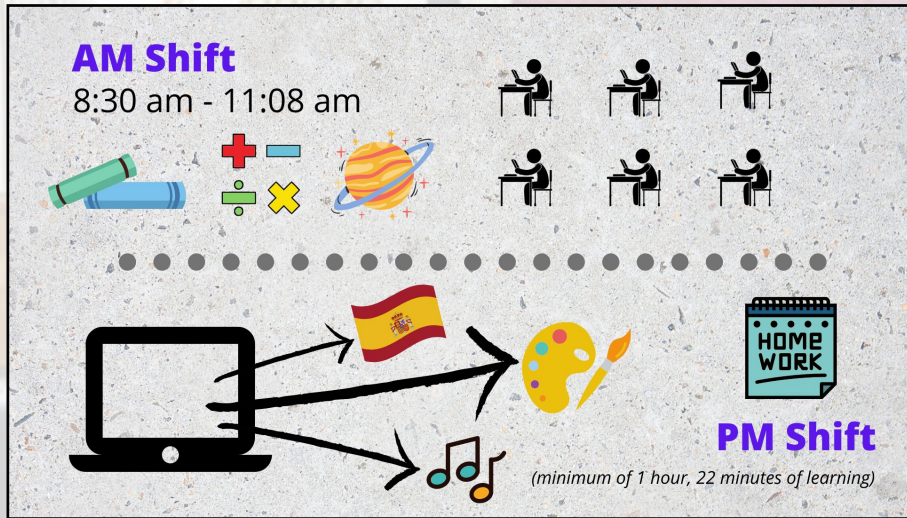 AM Shift
8:30 am - 11:08 am
HOME
WORK
PM Shift
(minimum of 1 hour, 22 minutes of learning)